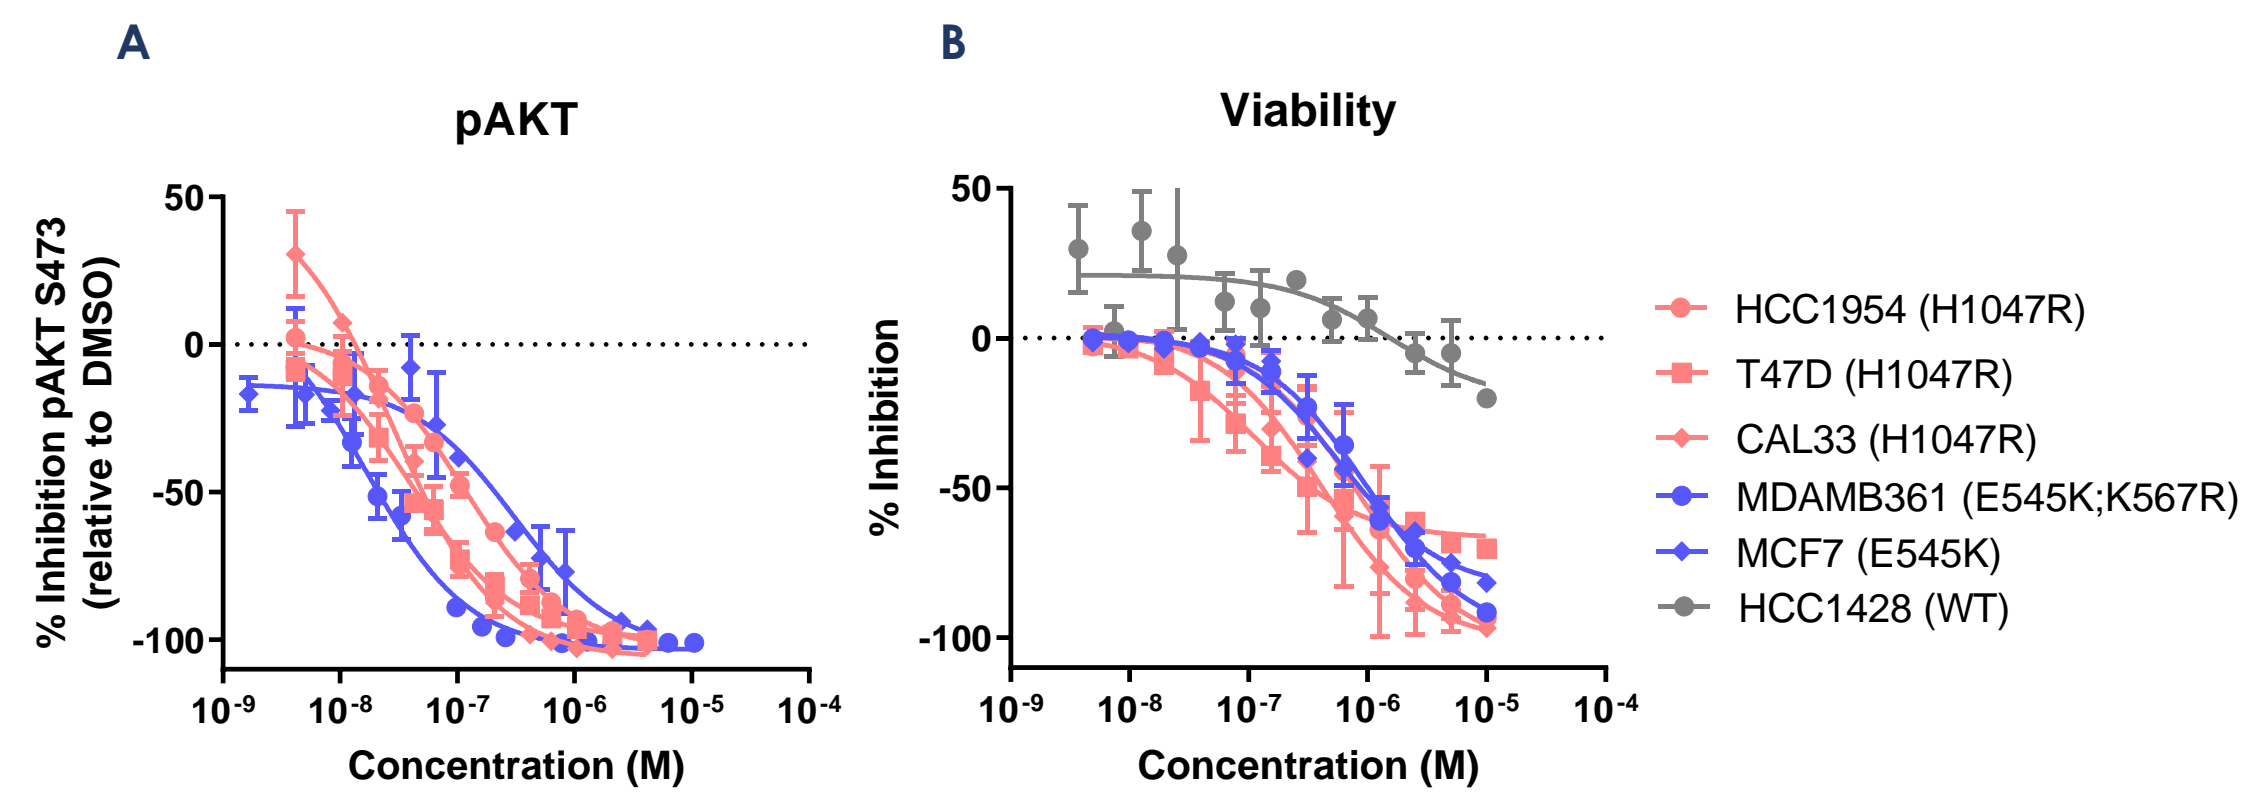 A
B
pAKT
Viability
% Inhibition pAKT S473
(relative to DMSO)
50
0
-50
-100
10-9
10-8
10-7
10-6
10-5
10-4
Concentration (M)
% Inhibition
50
0
-50
-100
10-9
10-8
10-7
10-6
10-5
10-4
Concentration (M)
HCC1954 (H1047R)
T47D (H1047R)
CAL33 (H1047R)
MDAMB361 (E545K;K567R)
MCF7 (E545K)
HCC1428 (WT)